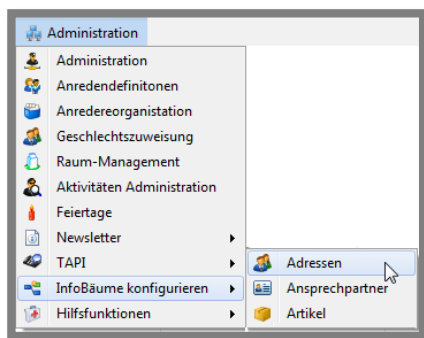 Administration
Administration
Anredendefinitonen
Anredereorganistation
Geschlechtszuweisung
Raum-Management
Aktivitäten Administration
Feiertage
Newsletter
TAPI
InfoBäume konfigurieren
Hilfsfunktionen
Adressen
Ansprechpartner
Artikel